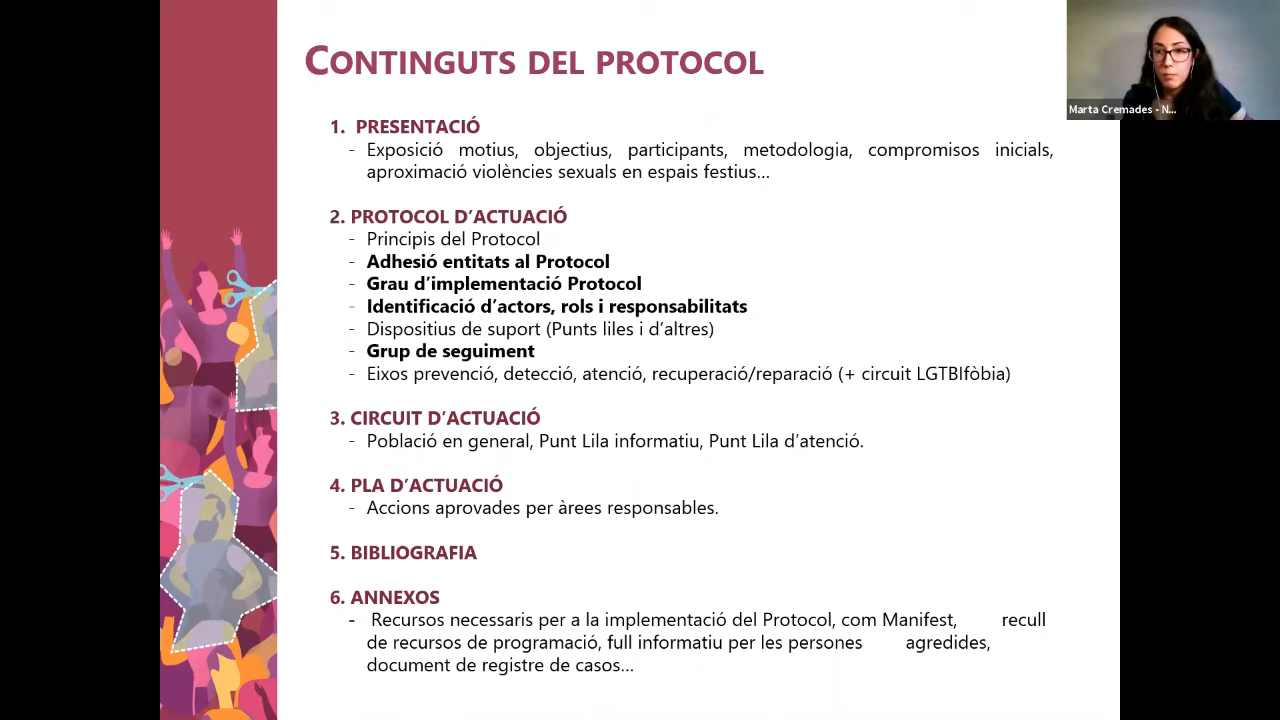 CONTINGUTS DEL PROTOCOL
Marta Cremades - N...
1. PRESENTACIÓ
- Exposició motius, objectius, participants, metodologia, compromisos inicials,
aproximació violències sexuals en espais festius...
2. PROTOCOL D’ACTUACIÓ
- Principis del Protocol
- Adhesió entitats al Protocol
- Grau d’implementació Protocol
- Identificació d’actors, rols i responsabilitats
- Dispositius de suport (Punts liles i d’altres)
- Grup de seguiment
- Eixos prevenció, detecció, atenció, recuperació/reparació (+ circuit LGTBIfòbia)
3. CIRCUIT D’ACTUACIÓ
- Població en general, Punt Lila informatiu, Punt Lila d’atenció.
4. PLA D’ACTUACIÓ
- Accions aprovades per àrees responsables.
5. BIBLIOGRAFIA
6. ANNEXOS
- Recursos necessaris per a la implementació del Protocol, com Manifest, recull
de recursos de programació, full informatiu per les persones agredides,
document de registre de casos...